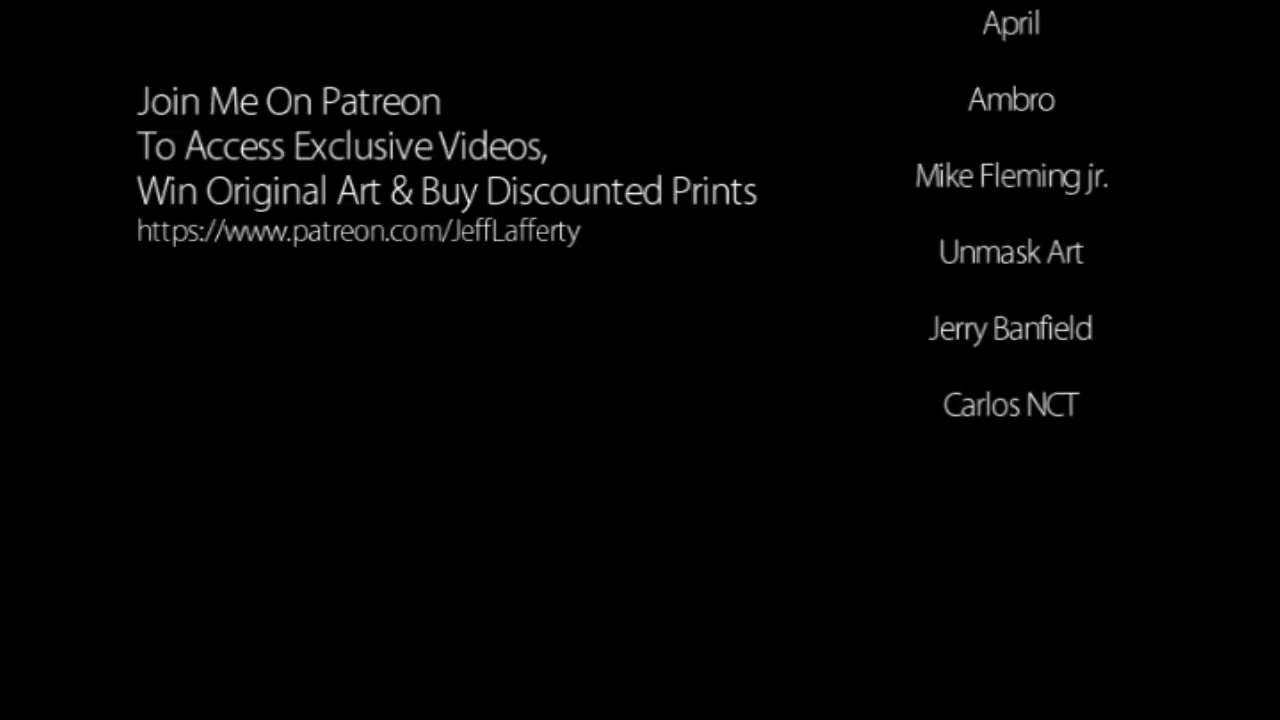 Join Me On Patreon
To Access Exclusive Videos,
Win Original Art & Buy Discounted Prints
https://www.patreon.com/JeffLafferty
April
Ambro
Mike Fleming jr.
Unmask Art
Jerry Banfield
Carlos NCT